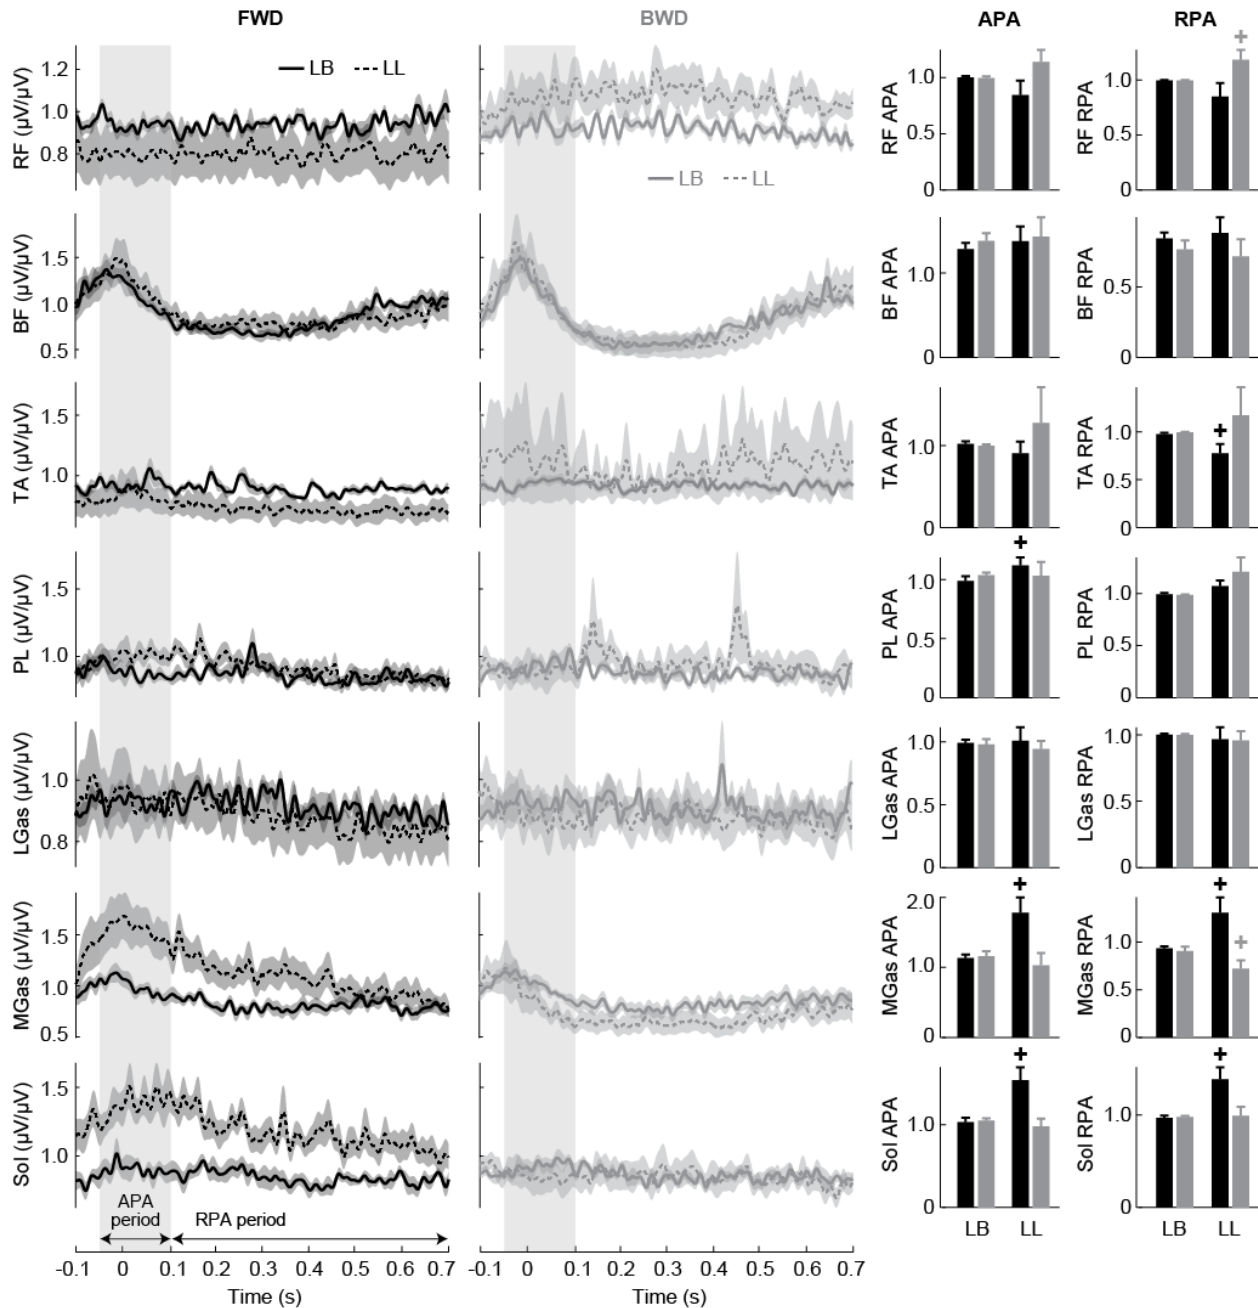 FWD BWD APA RPA
LB LL
RF (µV/µV) 1.2 1.0 0.8
LB LL
RF APA 1.0 0
RF RPA 1.0 0.5 0
+
BF (µV/µV) 1.5 1.0 0.5
BF APA 1.0 0
BF RPA 0.5 0
TA (µV/µV) 1.5 1.0
TA APA 1.0 0
TA RPA 1.0 0.5 0
+
PL (µV/µV) 1.5 1.0
PL APA 1.0 0.5 0
+
PL RPA 1.0 0.5 0
LGas (µV/µV) 1.0 0.8
LGas APA 1.0 0.5 0
LGas RPA 1.0 0.5 0
MGas (µV/µV) 1.5 1.0 0.5
MGas APA 2.0 1.0 0
+
MGas RPA 1.0 0.5 0
+ +
Sol (µV/µV) 1.5 1.0
Sol APA 1.0 0
+
Sol RPA 1.0 0
+
APA
period
RPA period
LB LL LB LL
-0.1 0 0.1 0.2 0.3 0.4 0.5 0.6 0.7 -0.1 0 0.1 0.2 0.3 0.4 0.5 0.6 0.7
Time (s) Time (s)